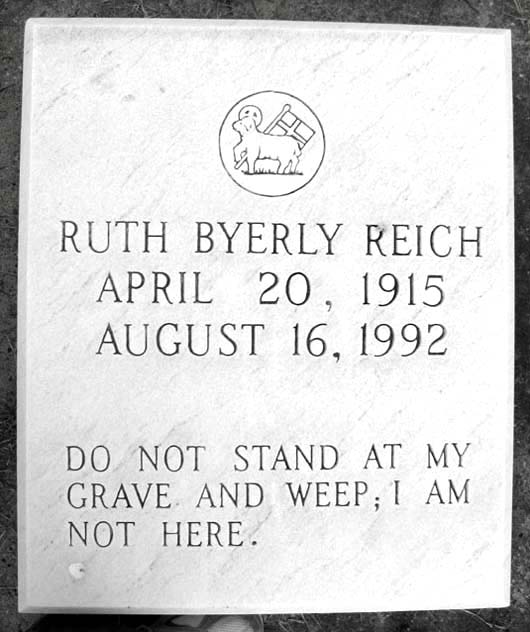 RUTH BYERLY REICH
APRIL 20, 1915
AUGUST 16, 1992
DO NOT STAND AT MY
GRAVE AND WEEP; I AM
NOT HERE.